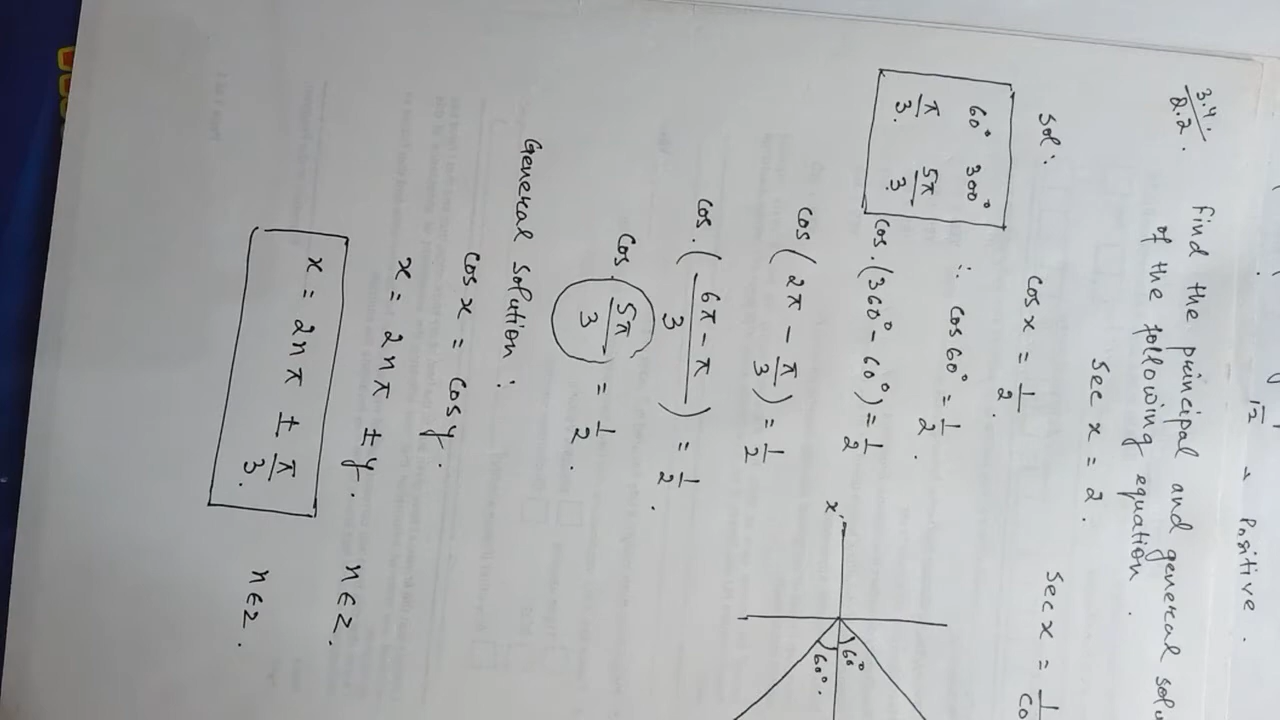 1/√2 → Positive.
3.4. / Q.2. Find the principal and general solu
of the following equation.
sec x = 2.
sec x = 1/co
Sol:
cos x = 1/2.
60° 300°
π/3. 5π/3.
∴ cos 60° = 1/2.
cos.(360° - 60°) = 1/2
cos (2π - π/3) = 1/2
x'
60°
60°.
cos.(6π - π/3) = 1/2.
cos. 5π/3 = 1/2.
General Solution:
cos x = cos y.
x = 2nπ ± y. n ∈ Z.
x = 2nπ ± π/3. n ∈ Z.